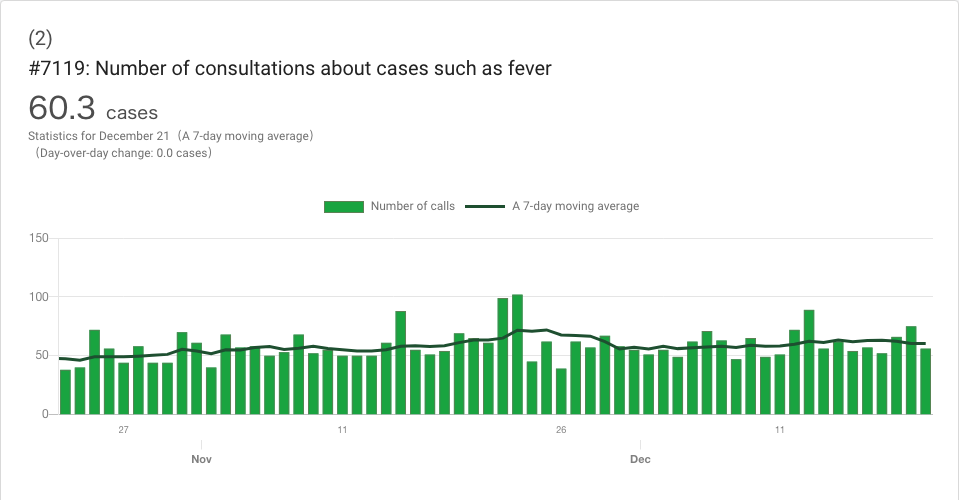 (2)
#7119: Number of consultations about cases such as fever
60.3 cases
Statistics for December 21（A 7-day moving average）
（Day-over-day change: 0.0 cases）
Number of calls A 7-day moving average
150
100
50
0
27 11 26 11
Nov Dec